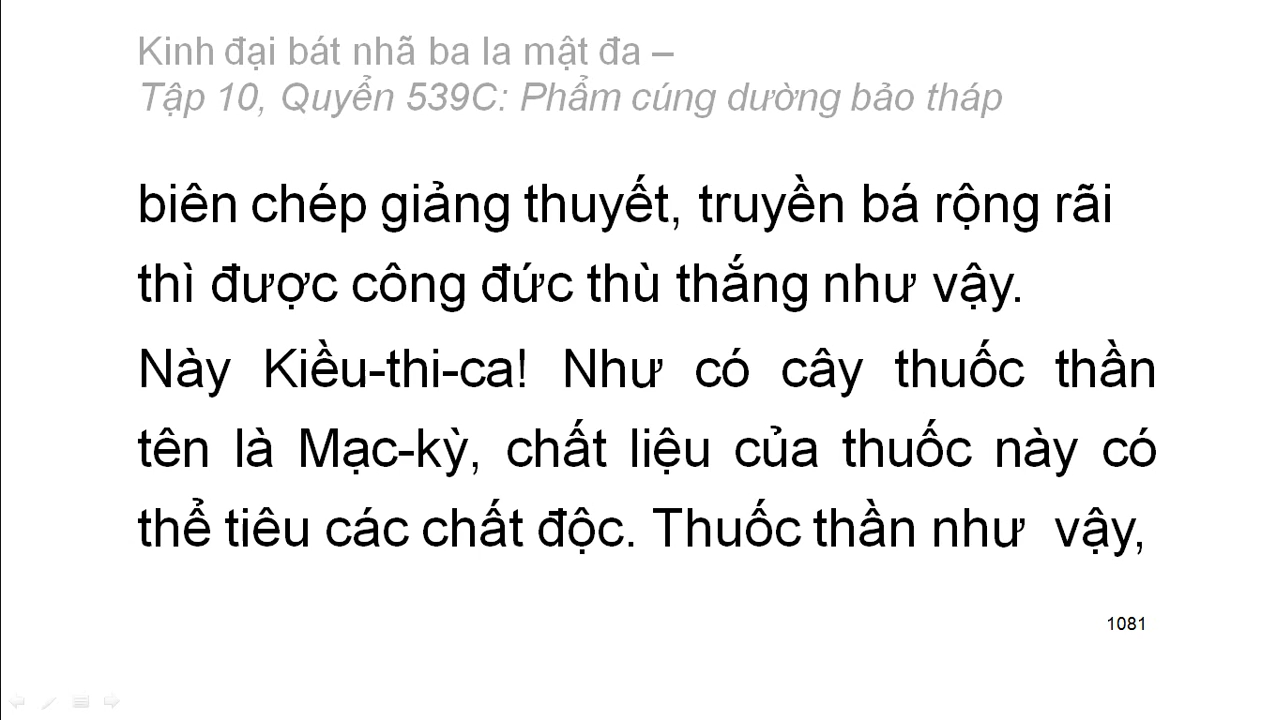 Kinh đại bát nhã ba la mật đa –
Tập 10, Quyển 539C: Phẩm cúng dường bảo tháp
biên chép giảng thuyết, truyền bá rộng rãi
thì được công đức thù thắng như vậy.
Này Kiều-thi-ca! Như có cây thuốc thần
tên là Mạc-kỳ, chất liệu của thuốc này có
thể tiêu các chất độc. Thuốc thần như vậy,
1081